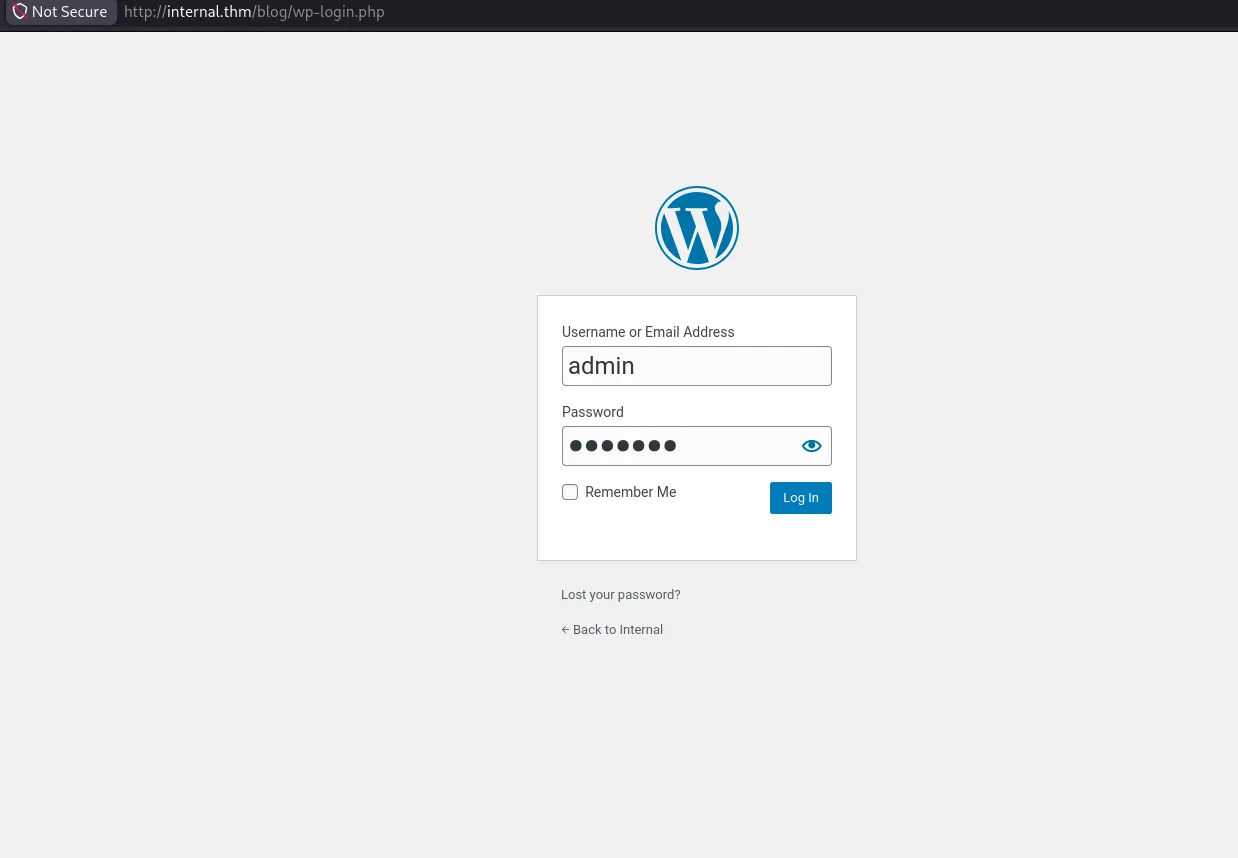 Not Secure http://internal.thm/blog/wp-login.php
Username or Email Address
admin
Password
●●●●●●●
Remember Me
Log In
Lost your password?
← Back to Internal